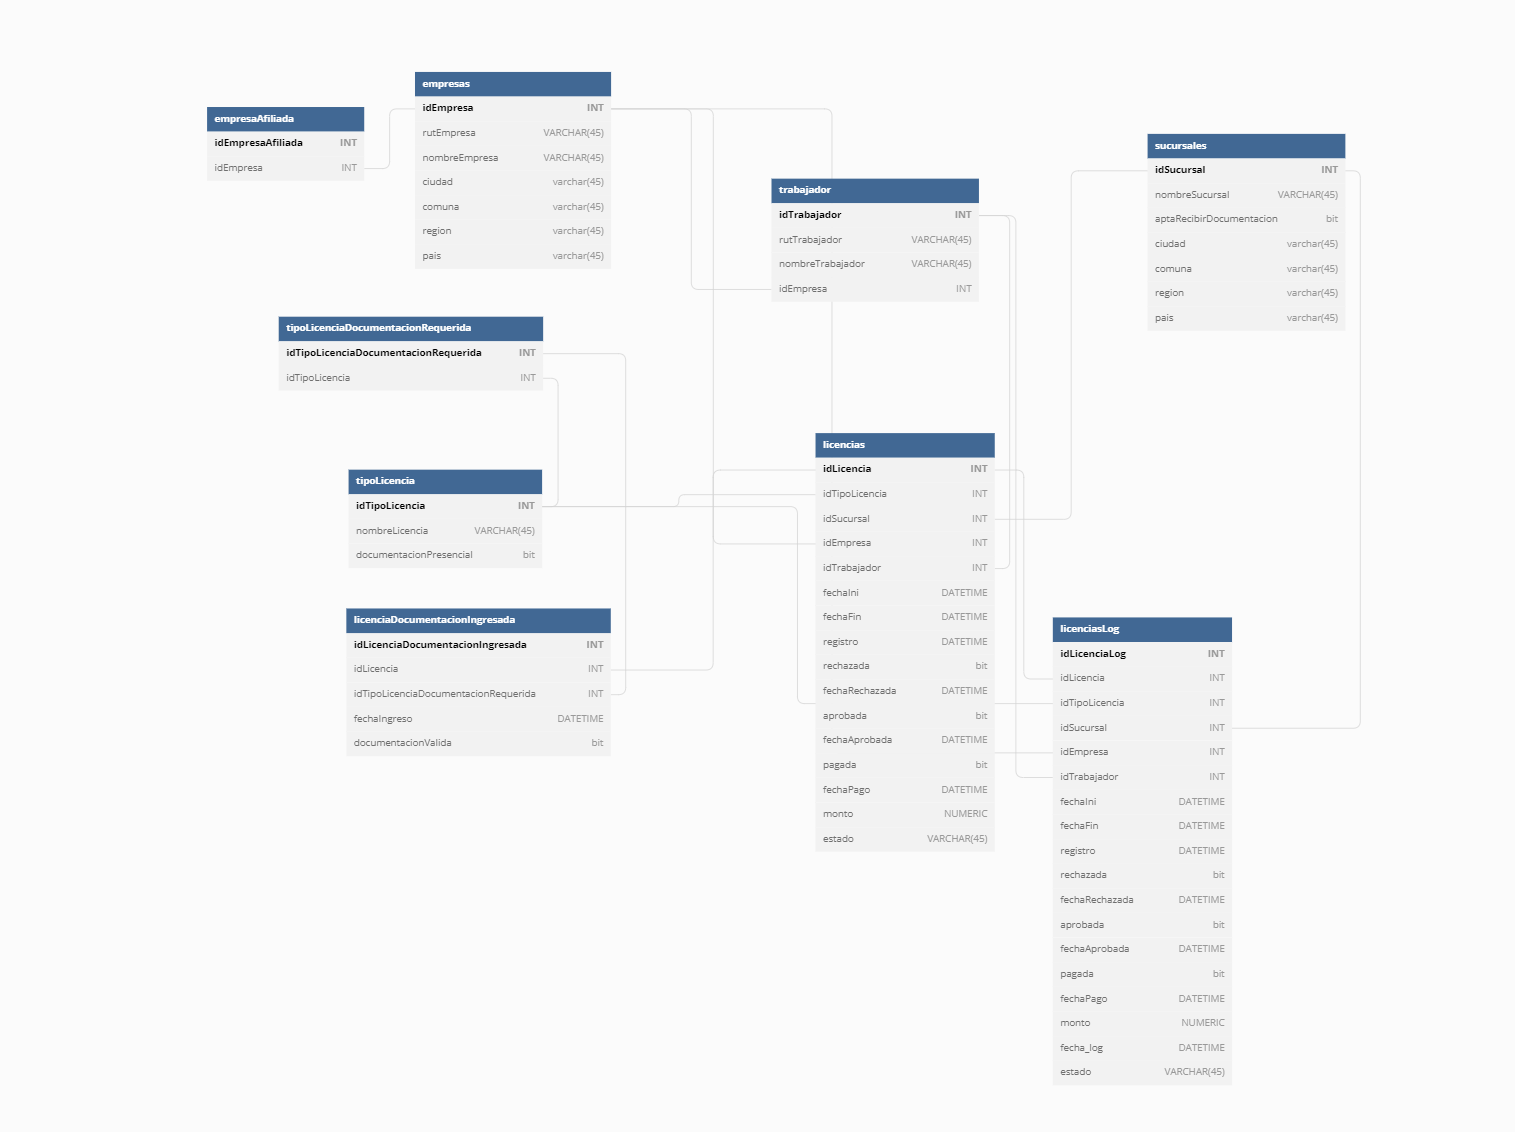 empresas
idEmpresa INT
rutEmpresa VARCHAR(45)
nombreEmpresa VARCHAR(45)
ciudad varchar(45)
comuna varchar(45)
region varchar(45)
pais varchar(45)
empresaAfiliada
idEmpresaAfiliada INT
idEmpresa INT
sucursales
idSucursal INT
nombreSucursal VARCHAR(45)
aptaRecibirDocumentacion bit
ciudad varchar(45)
comuna varchar(45)
region varchar(45)
pais varchar(45)
trabajador
idTrabajador INT
rutTrabajador VARCHAR(45)
nombreTrabajador VARCHAR(45)
idEmpresa INT
tipoLicenciaDocumentacionRequerida
idTipoLicenciaDocumentacionRequerida INT
idTipoLicencia INT
tipoLicencia
idTipoLicencia INT
nombreLicencia VARCHAR(45)
documentacionPresencial bit
licenciaDocumentacionIngresada
idLicenciaDocumentacionIngresada INT
idLicencia INT
idTipoLicenciaDocumentacionRequerida INT
fechaIngreso DATETIME
documentacionValida bit
licencias
idLicencia INT
idTipoLicencia INT
idSucursal INT
idEmpresa INT
idTrabajador INT
fechaIni DATETIME
fechaFin DATETIME
registro DATETIME
rechazada bit
fechaRechazada DATETIME
aprobada bit
fechaAprobada DATETIME
pagada bit
fechaPago DATETIME
monto NUMERIC
estado VARCHAR(45)
licenciasLog
idLicenciaLog INT
idLicencia INT
idTipoLicencia INT
idSucursal INT
idEmpresa INT
idTrabajador INT
fechaIni DATETIME
fechaFin DATETIME
registro DATETIME
rechazada bit
fechaRechazada DATETIME
aprobada bit
fechaAprobada DATETIME
pagada bit
fechaPago DATETIME
monto NUMERIC
fecha_log DATETIME
estado VARCHAR(45)